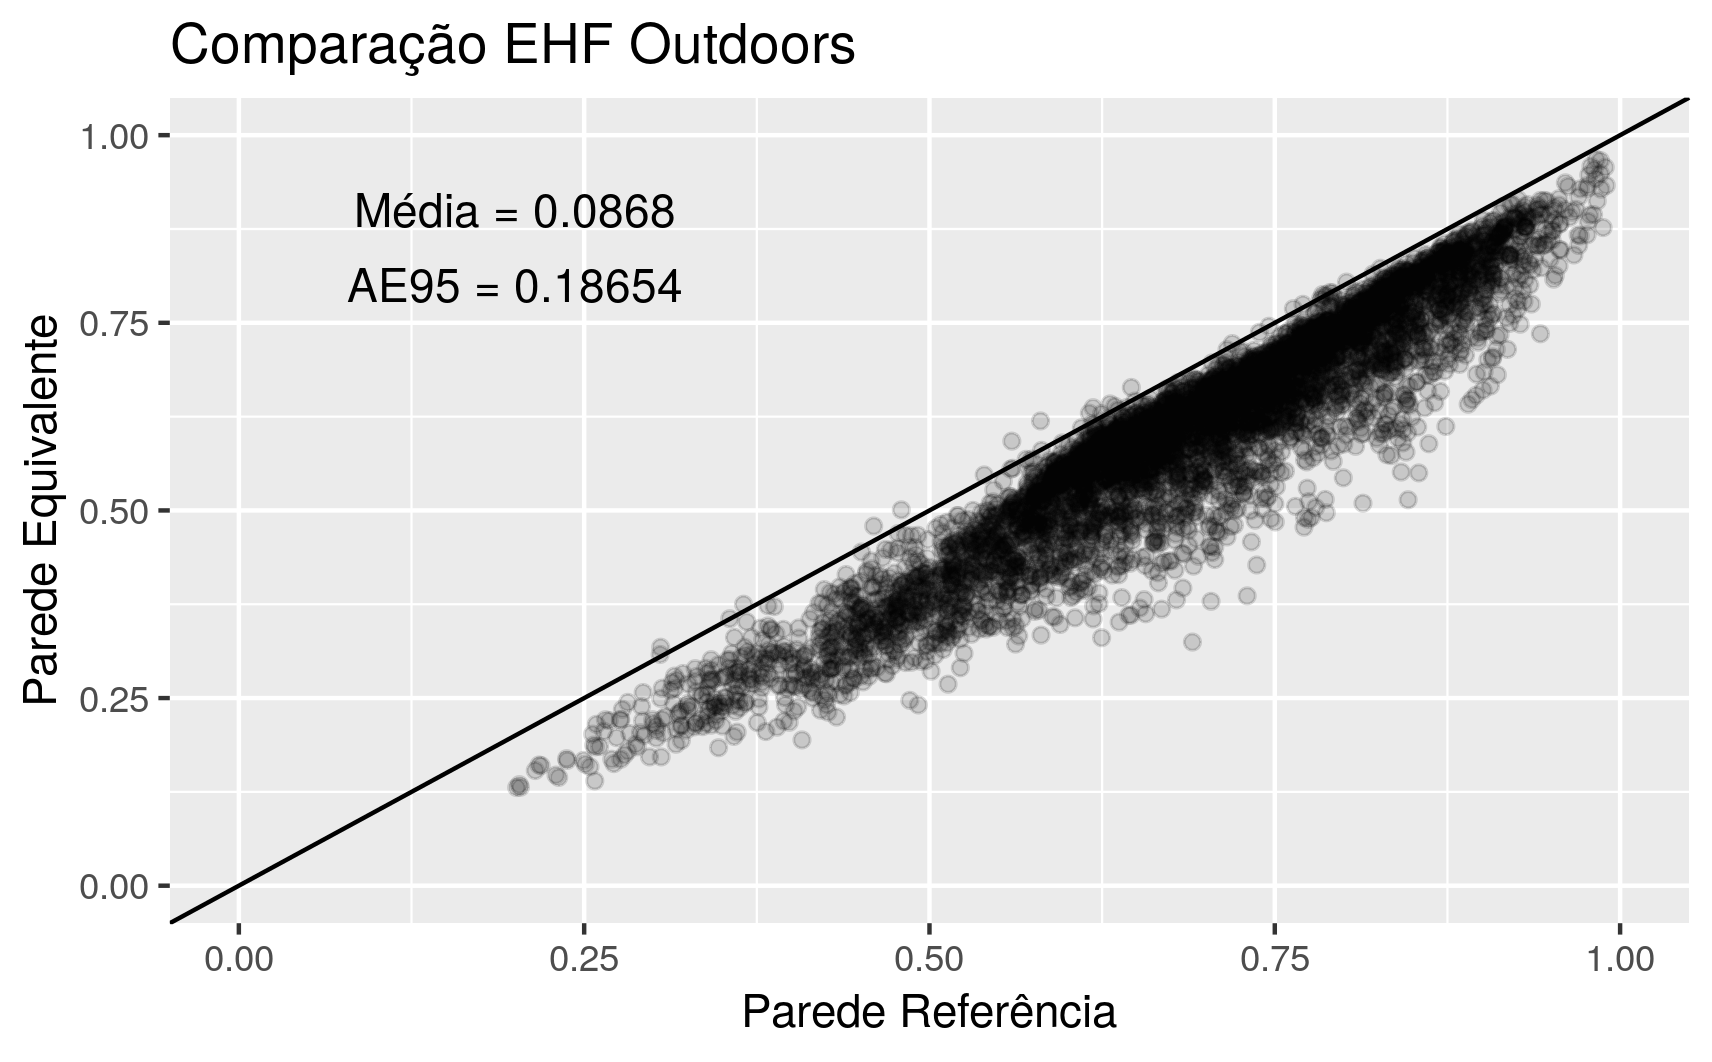 Comparação EHF Outdoors
Média = 0.0868
AE95 = 0.18654
Parede Equivalente
1.00
0.75
0.50
0.25
0.00
0.00 0.25 0.50 0.75 1.00
Parede Referência